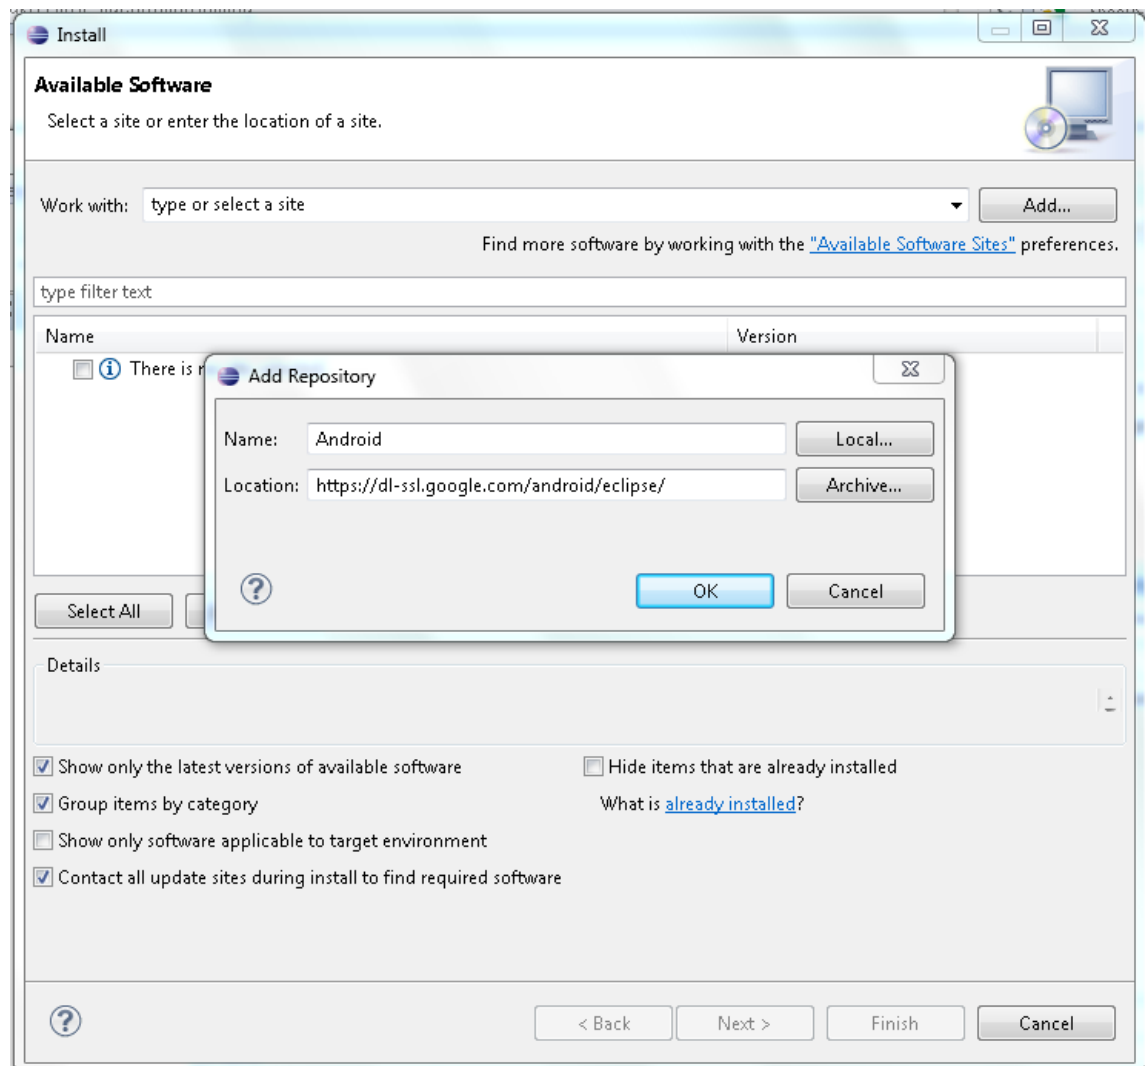 Install
Available Software
Select a site or enter the location of a site.
Work with: type or select a site Add...
Find more software by working with the "Available Software Sites" preferences.
type filter text
Name Version
There is
Add Repository
Name: Android Local...
Location: https://dl-ssl.google.com/android/eclipse/ Archive...
OK Cancel
Select All
Details
Show only the latest versions of available software Hide items that are already installed
Group items by category What is already installed?
Show only software applicable to target environment
Contact all update sites during install to find required software
< Back Next > Finish Cancel